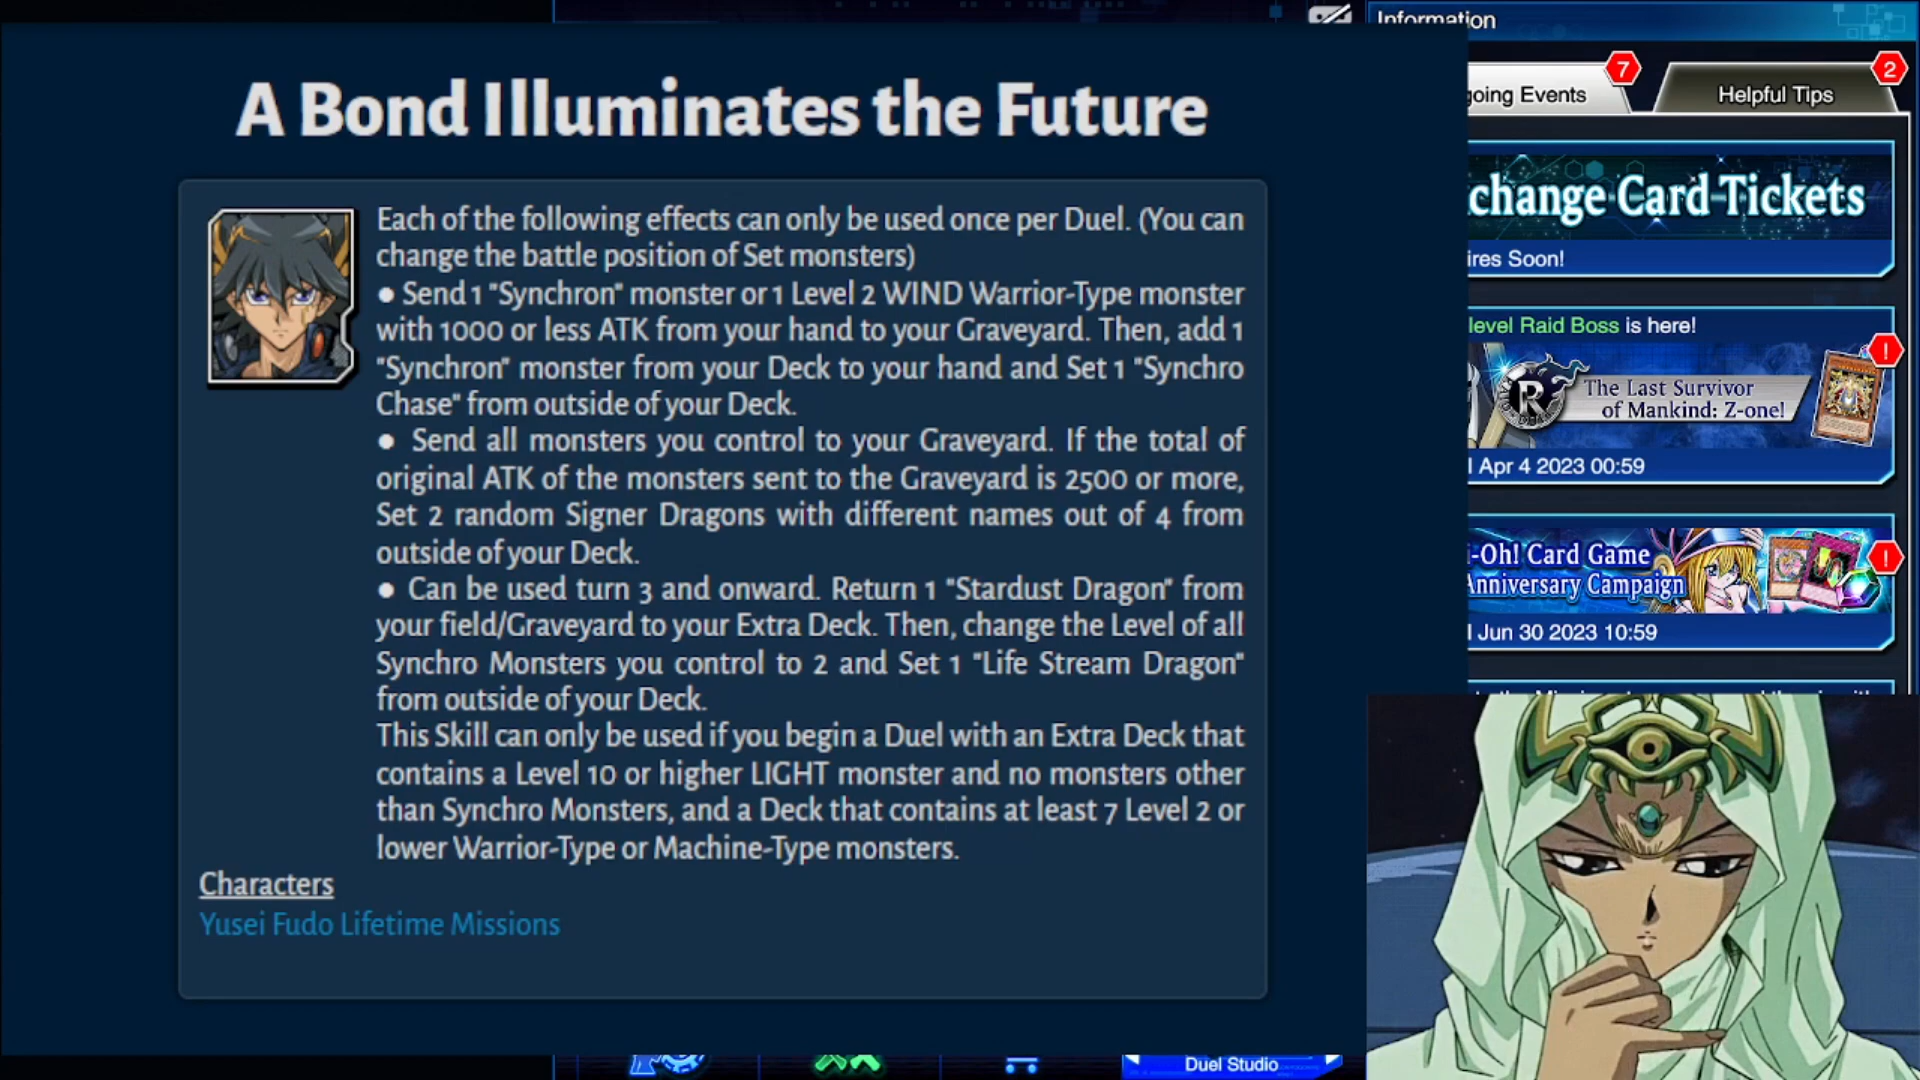 Information
7
2
going Events
Helpful Tips
A Bond Illuminates the Future
change Card Tickets
ires Soon!
Each of the following effects can only be used once per Duel. (You can
change the battle position of Set monsters)
● Send 1 "Synchron" monster or 1 Level 2 WIND Warrior-Type monster
with 1000 or less ATK from your hand to your Graveyard. Then, add 1
"Synchron" monster from your Deck to your hand and Set 1 "Synchro
Chase" from outside of your Deck.
● Send all monsters you control to your Graveyard. If the total of
original ATK of the monsters sent to the Graveyard is 2500 or more,
Set 2 random Signer Dragons with different names out of 4 from
outside of your Deck.
● Can be used turn 3 and onward. Return 1 "Stardust Dragon" from
your field/Graveyard to your Extra Deck. Then, change the Level of all
Synchro Monsters you control to 2 and Set 1 "Life Stream Dragon"
from outside of your Deck.
This Skill can only be used if you begin a Duel with an Extra Deck that
contains a Level 10 or higher LIGHT monster and no monsters other
than Synchro Monsters, and a Deck that contains at least 7 Level 2 or
lower Warrior-Type or Machine-Type monsters.
Characters
Yusei Fudo Lifetime Missions
level Raid Boss is here!
!
R
The Last Survivor
of Mankind: Z-one!
l Apr 4 2023 00:59
i-Oh! Card Game
Anniversary Campaign
!
l Jun 30 2023 10:59
Duel Studio